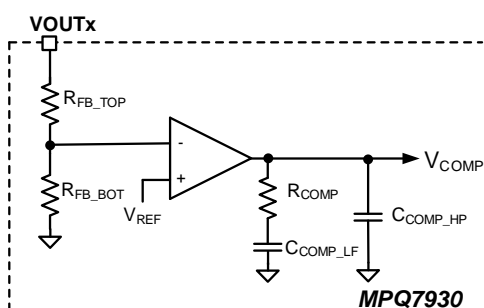 VOUTx
RFB_TOP
-
RFB_BOT
+
VREF
VCOMP
RCOMP
CCOMP_HP
CCOMP_LF
MPQ7930